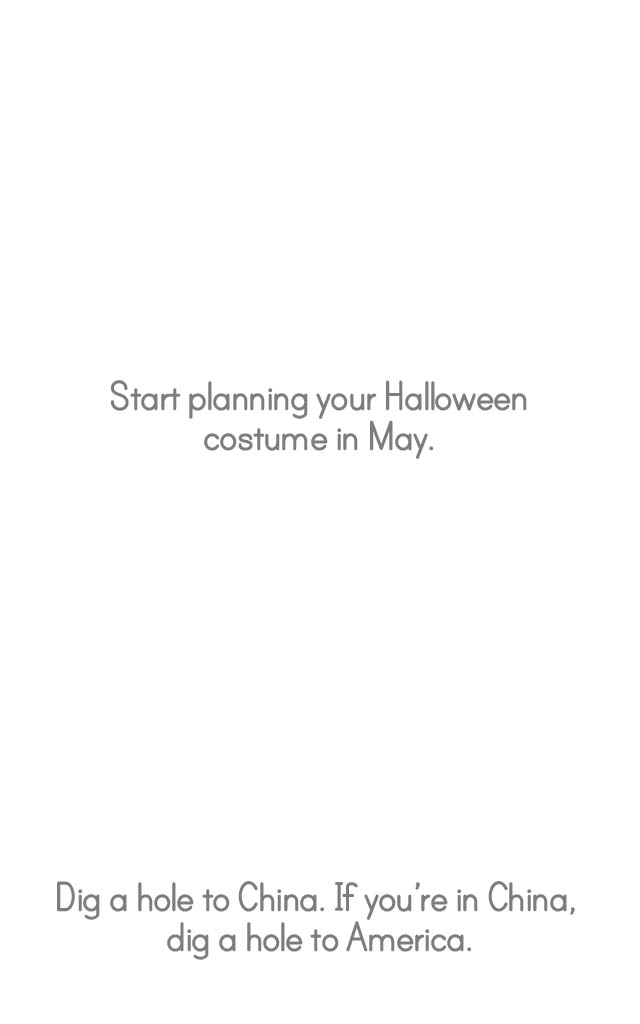 Start planning your Halloween
costume in May.
Dig a hole to China. If you're in China,
dig a hole to America.